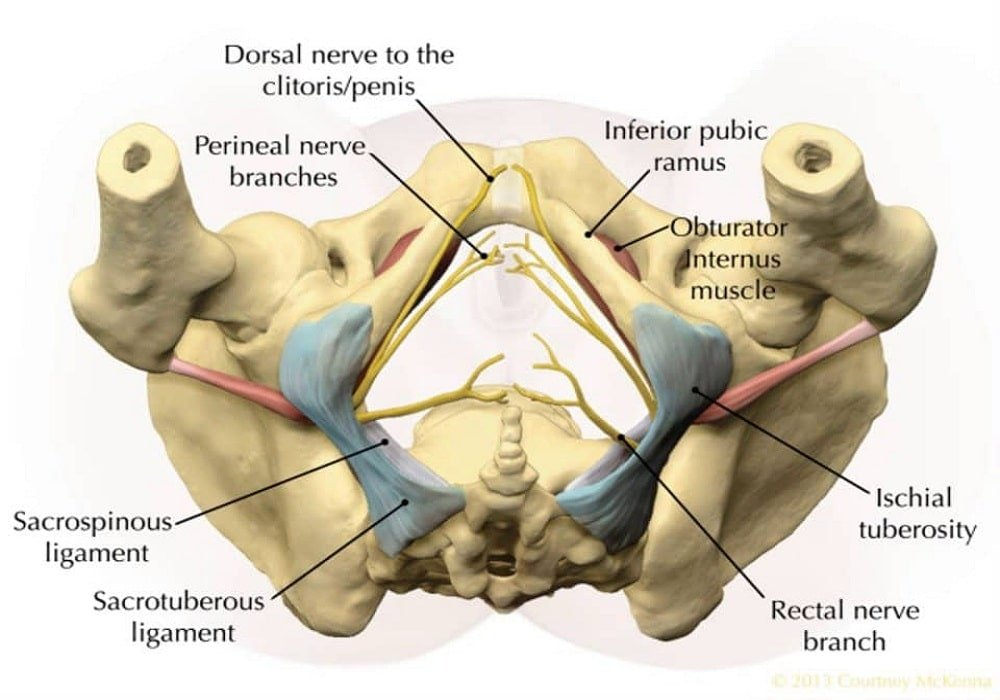 Dorsal nerve to the
clitoris/penis
Perineal nerve
branches
Inferior pubic
ramus
Obturator
Internus
muscle
Sacrospinous
ligament
Ischial
tuberosity
Sacrotuberous
ligament
Rectal nerve
branch
© 2013 Courtney McKenna